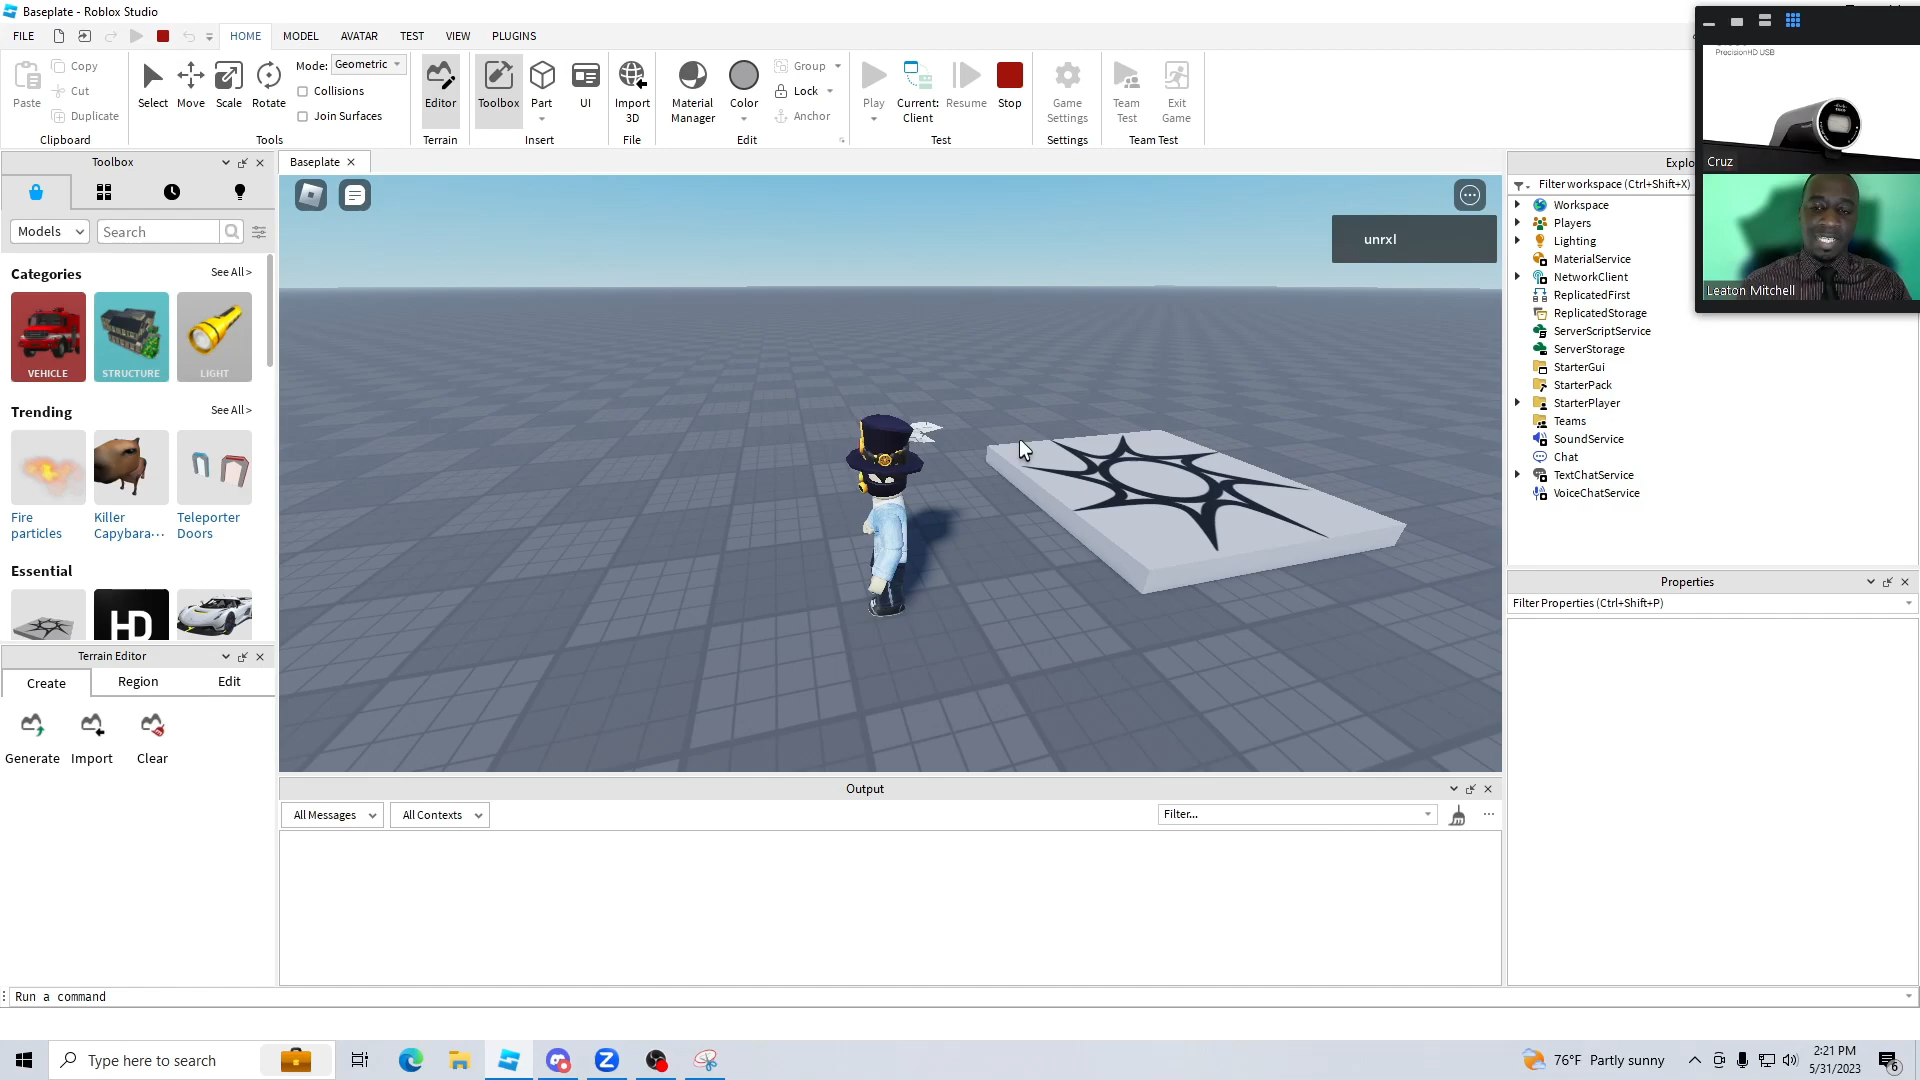 Baseplate - Roblox Studio
FILE
HOME
MODEL
AVATAR
TEST
VIEW
PLUGINS
Paste
Copy
Cut
Duplicate
Clipboard
Select
Move
Scale
Rotate
Mode:
Geometric
Collisions
Join Surfaces
Tools
Editor
Terrain
Toolbox
Part
UI
Insert
Import
3D
File
Material
Manager
Color
Group
Lock
Anchor
Edit
Play
Current:
Client
Resume
Stop
Test
Game
Settings
Settings
Team
Test
Exit
Game
Team Test
PrecisionHD USB
Cruz
Leaton Mitchell
Toolbox
Models
Search
Categories
See All >
VEHICLE
STRUCTURE
LIGHT
Trending
See All >
Fire
particles
Killer
Capybara...
Teleporter
Doors
Essential
HD
Terrain Editor
Create
Region
Edit
Generate
Import
Clear
Baseplate
unrxl
Output
All Messages
All Contexts
Filter...
Explo
Filter workspace (Ctrl+Shift+X)
Workspace
Players
Lighting
MaterialService
NetworkClient
ReplicatedFirst
ReplicatedStorage
ServerScriptService
ServerStorage
StarterGui
StarterPack
StarterPlayer
Teams
SoundService
Chat
TextChatService
VoiceChatService
Properties
Filter Properties (Ctrl+Shift+P)
Run a command
Type here to search
76°F Partly sunny
2:21 PM
5/31/2023
6